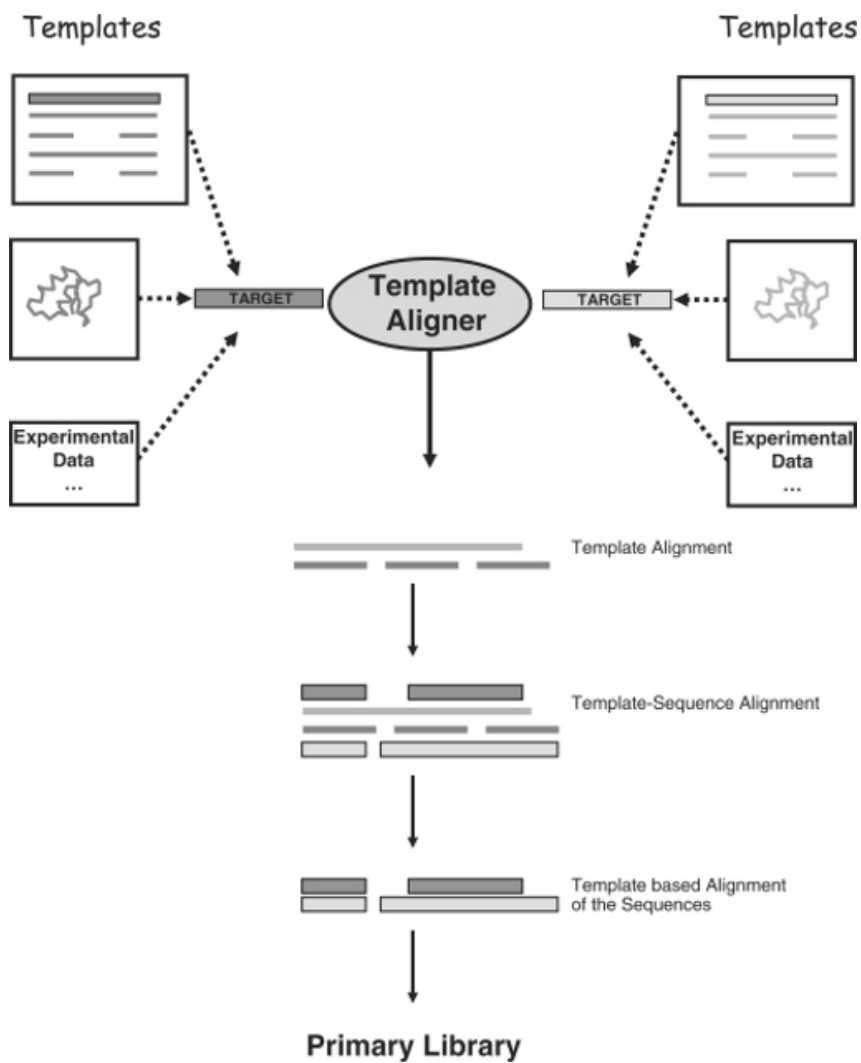 Templates
Templates
TARGET
Template
Aligner
TARGET
Experimental
Data
...
Experimental
Data
...
Template Alignment
Template-Sequence Alignment
Template based Alignment
of the Sequences
Primary Library